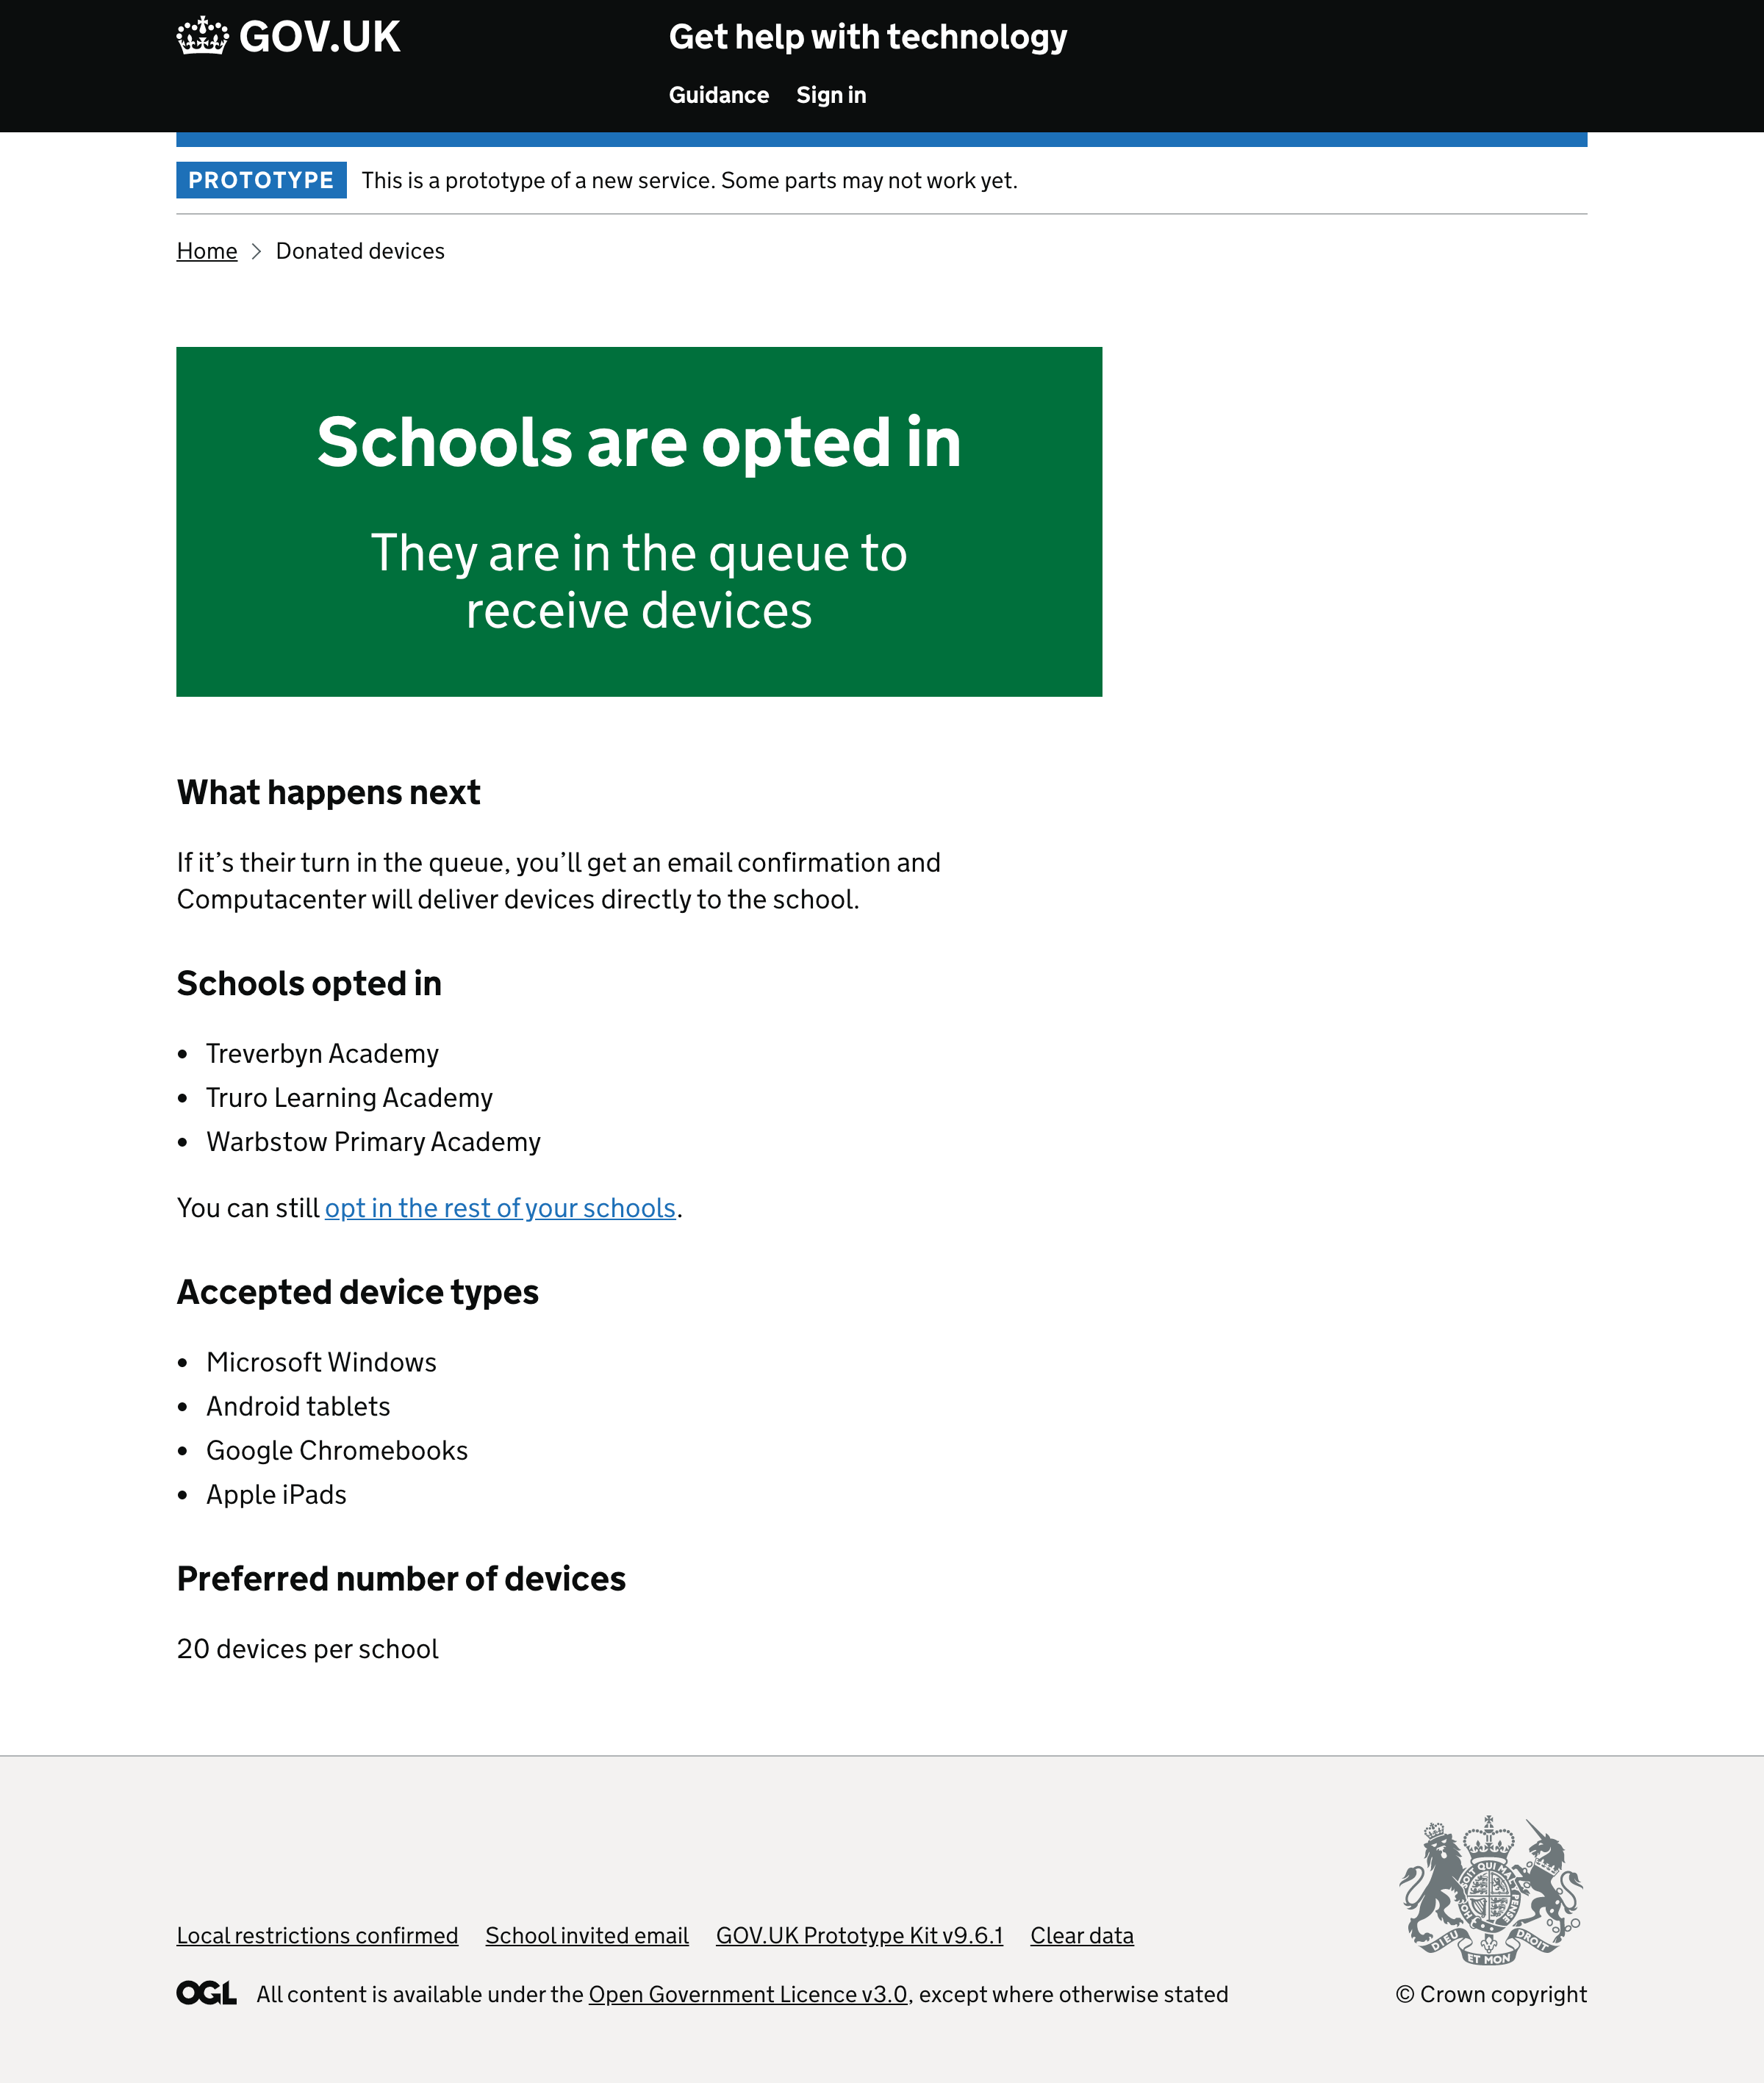 GOV.UK
Get help with technology
Guidance Sign in
PROTOTYPE This is a prototype of a new service. Some parts may not work yet.
Home Donated devices
Schools are opted in
They are in the queue to
receive devices
What happens next
If it’s their turn in the queue, you’ll get an email confirmation and
Computacenter will deliver devices directly to the school.
Schools opted in
• Treverbyn Academy
• Truro Learning Academy
• Warbstow Primary Academy
You can still opt in the rest of your schools.
Accepted device types
• Microsoft Windows
• Android tablets
• Google Chromebooks
• Apple iPads
Preferred number of devices
20 devices per school
Local restrictions confirmed School invited email GOV.UK Prototype Kit v9.6.1 Clear data
DIEU ET MON DROIT
OGL All content is available under the Open Government Licence v3.0, except where otherwise stated
© Crown copyright